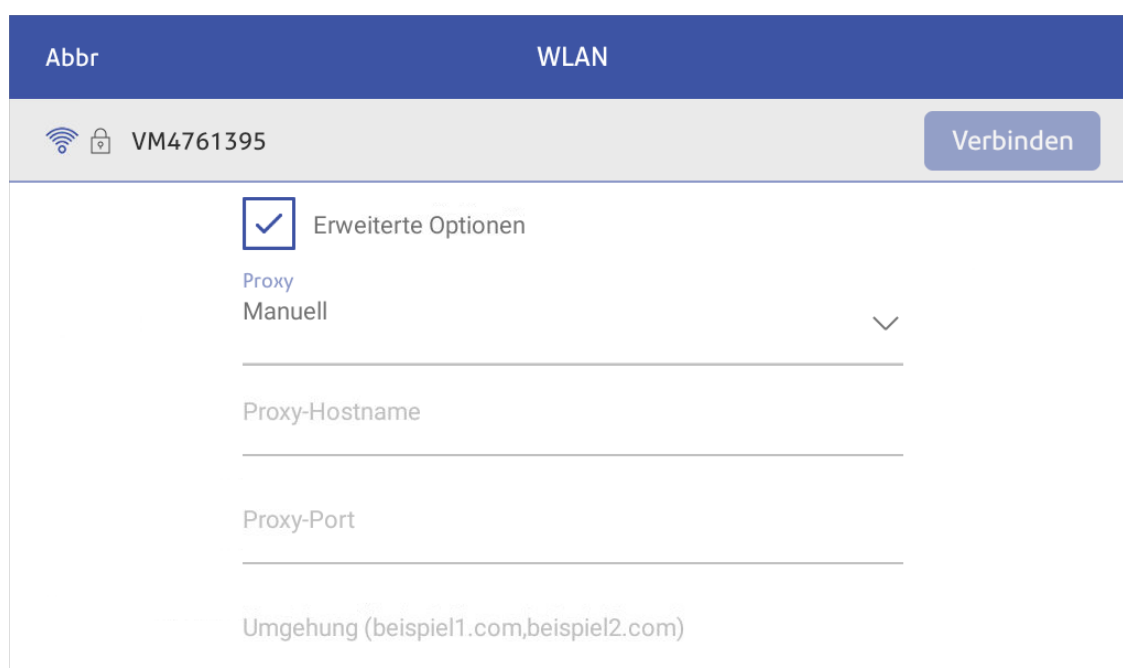 Abbr
WLAN
VM4761395
Verbinden
Erweiterte Optionen
Proxy
Manuell
Proxy-Hostname
Proxy-Port
Umgehung (beispiel1.com,beispiel2.com)